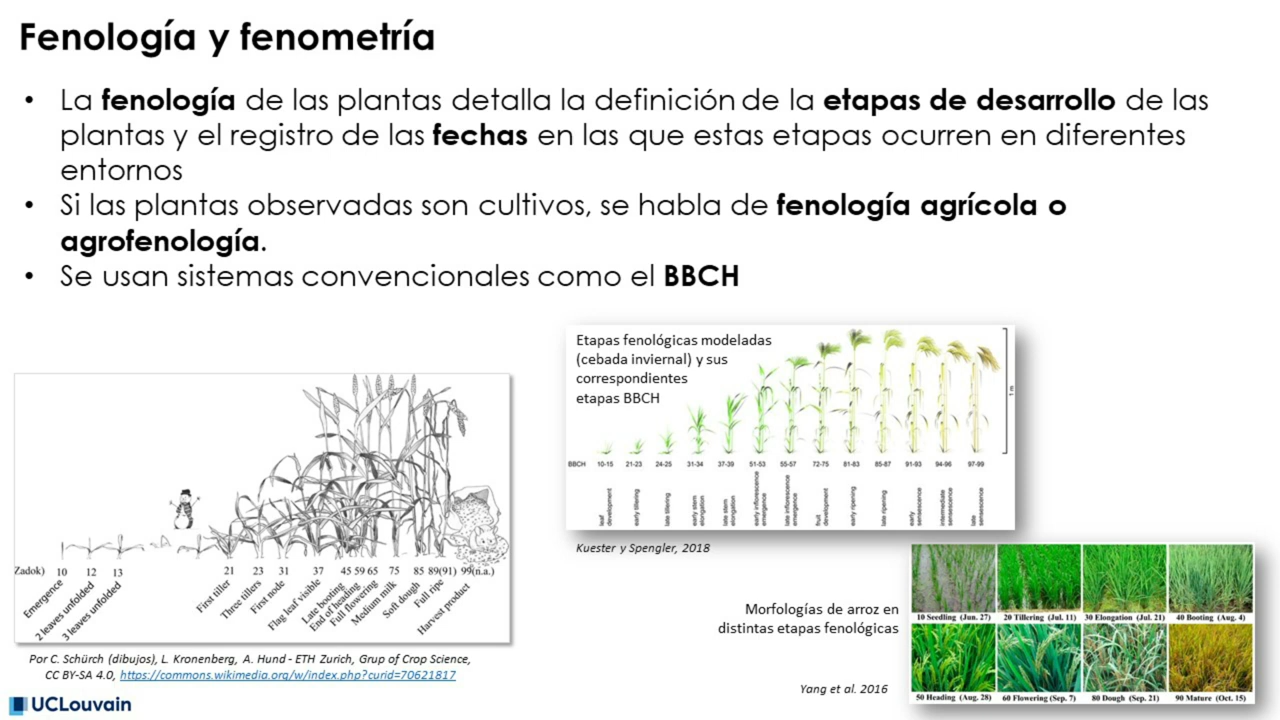 Fenología y fenometría
• La fenología de las plantas detalla la definición de la etapas de desarrollo de las
plantas y el registro de las fechas en las que estas etapas ocurren en diferentes
entornos
• Si las plantas observadas son cultivos, se habla de fenología agrícola o
agrofenología.
• Se usan sistemas convencionales como el BBCH
Zadok) 10 12 13 21 23 31 37 45 59 65 75 85 89(91) 99(n.a.)
Emergence
2 leaves unfolded
3 leaves unfolded
First tiller
Three tillers
First node
Flag leaf visible
Late booting
End of heading
Full flowering
Medium milk
Soft dough
Full ripe
Harvest product
Por C. Schürch (dibujos), L. Kronenberg, A. Hund - ETH Zurich, Grup of Crop Science,
CC BY-SA 4.0, https://commons.wikimedia.org/w/index.php?curid=70621817
Etapas fenológicas modeladas
(cebada inviernal) y sus
correspondientes
etapas BBCH
1 m
BBCH 10-15 21-23 24-25 31-34 37-39 51-53 55-57 72-75 81-83 85-87 91-93 94-96 97-99
leaf development
early tillering
late tillering
early stem elongation
late stem elongation
early inflorescence emergence
late inflorescence emergence
fruit development
early ripening
late ripening
early senescence
intermediate senescence
late senescence
Kuester y Spengler, 2018
Morfologías de arroz en
distintas etapas fenológicas
Yang et al. 2016
10 Seedling (Jun. 27) 20 Tillering (Jul. 11) 30 Elongation (Jul. 21) 40 Booting (Aug. 4)
50 Heading (Aug. 28) 60 Flowering (Sep. 7) 80 Dough (Sep. 21) 90 Mature (Oct. 15)
UCLouvain